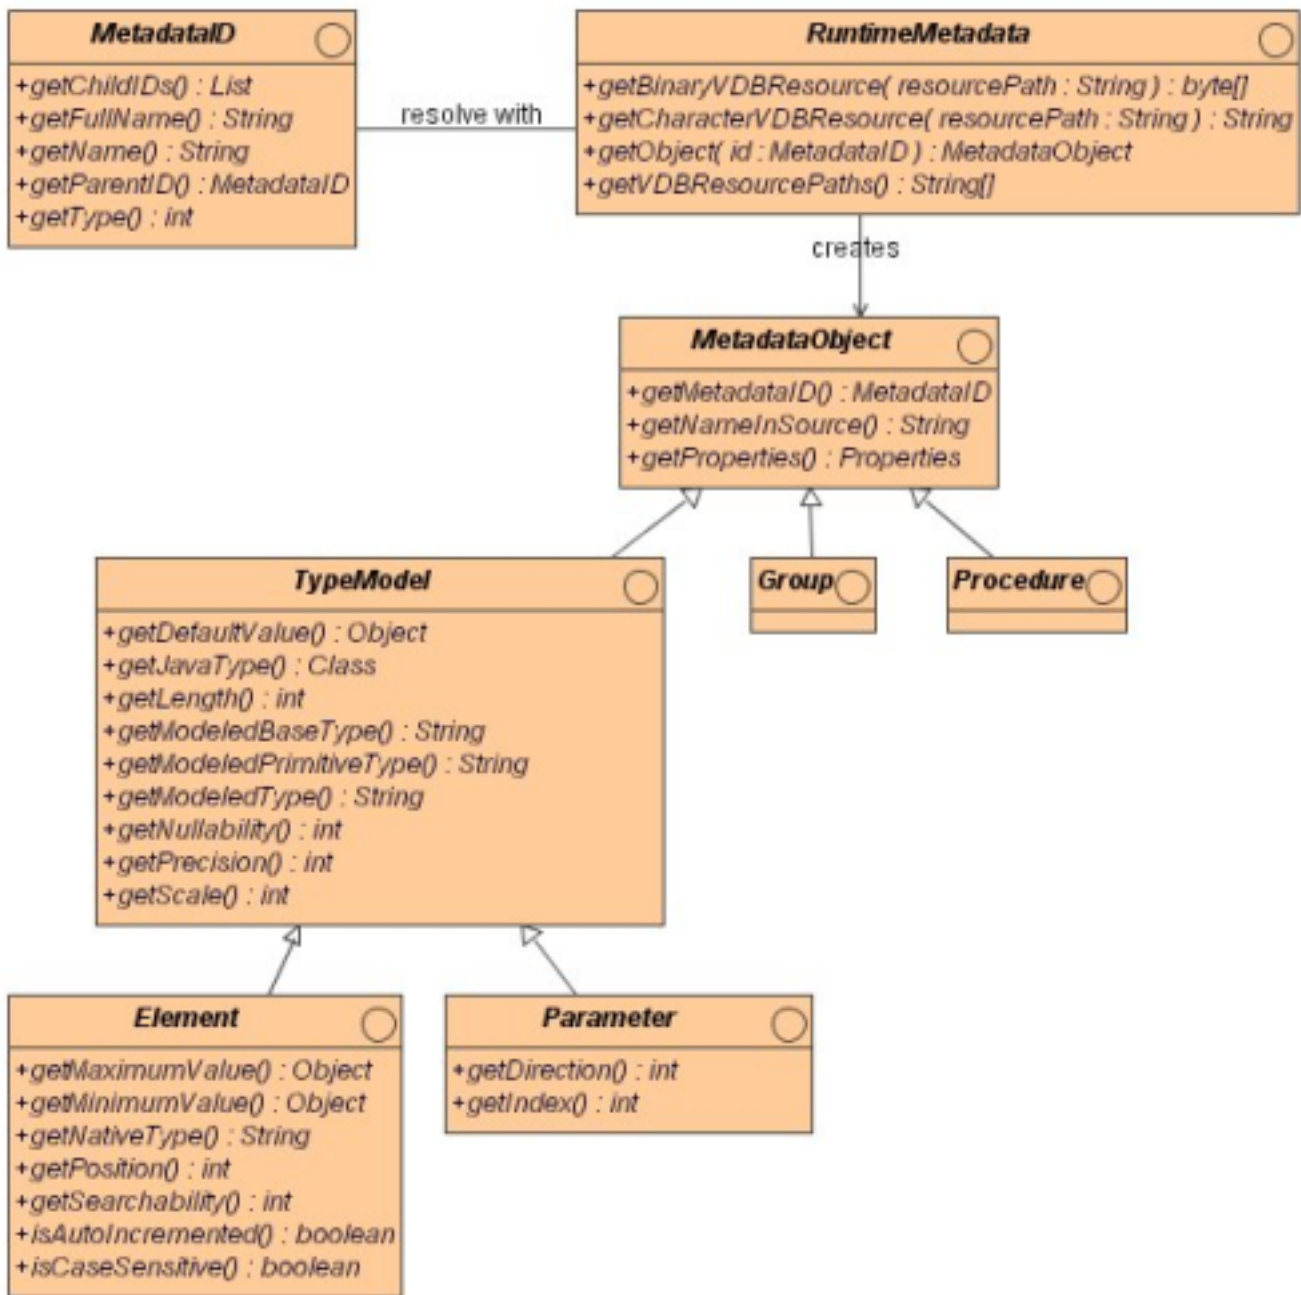 MetadataID
+getChildIDs() : List
+getFullName() : String
+getName() : String
+getParentID() : MetadataID
+getType() : int
resolve with
RuntimeMetadata
+getBinaryVDBResource( resourcePath : String ) : byte[]
+getCharacterVDBResource( resourcePath : String ) : String
+getObject( id : MetadataID ) : MetadataObject
+getVDBResourcePaths() : String[]
creates
MetadataObject
+getMetadataID() : MetadataID
+getNameInSource() : String
+getProperties() : Properties
TypeModel
+getDefaultValue() : Object
+getJavaType() : Class
+getLength() : int
+getModeledBaseType() : String
+getModeledPrimitiveType() : String
+getModeledType() : String
+getNullability() : int
+getPrecision() : int
+getScale() : int
Group
Procedure
Element
+getMaximumValue() : Object
+getMinimumValue() : Object
+getNativeType() : String
+getPosition() : int
+getSearchability() : int
+isAutoIncremented() : boolean
+isCaseSensitive() : boolean
Parameter
+getDirection() : int
+getIndex() : int